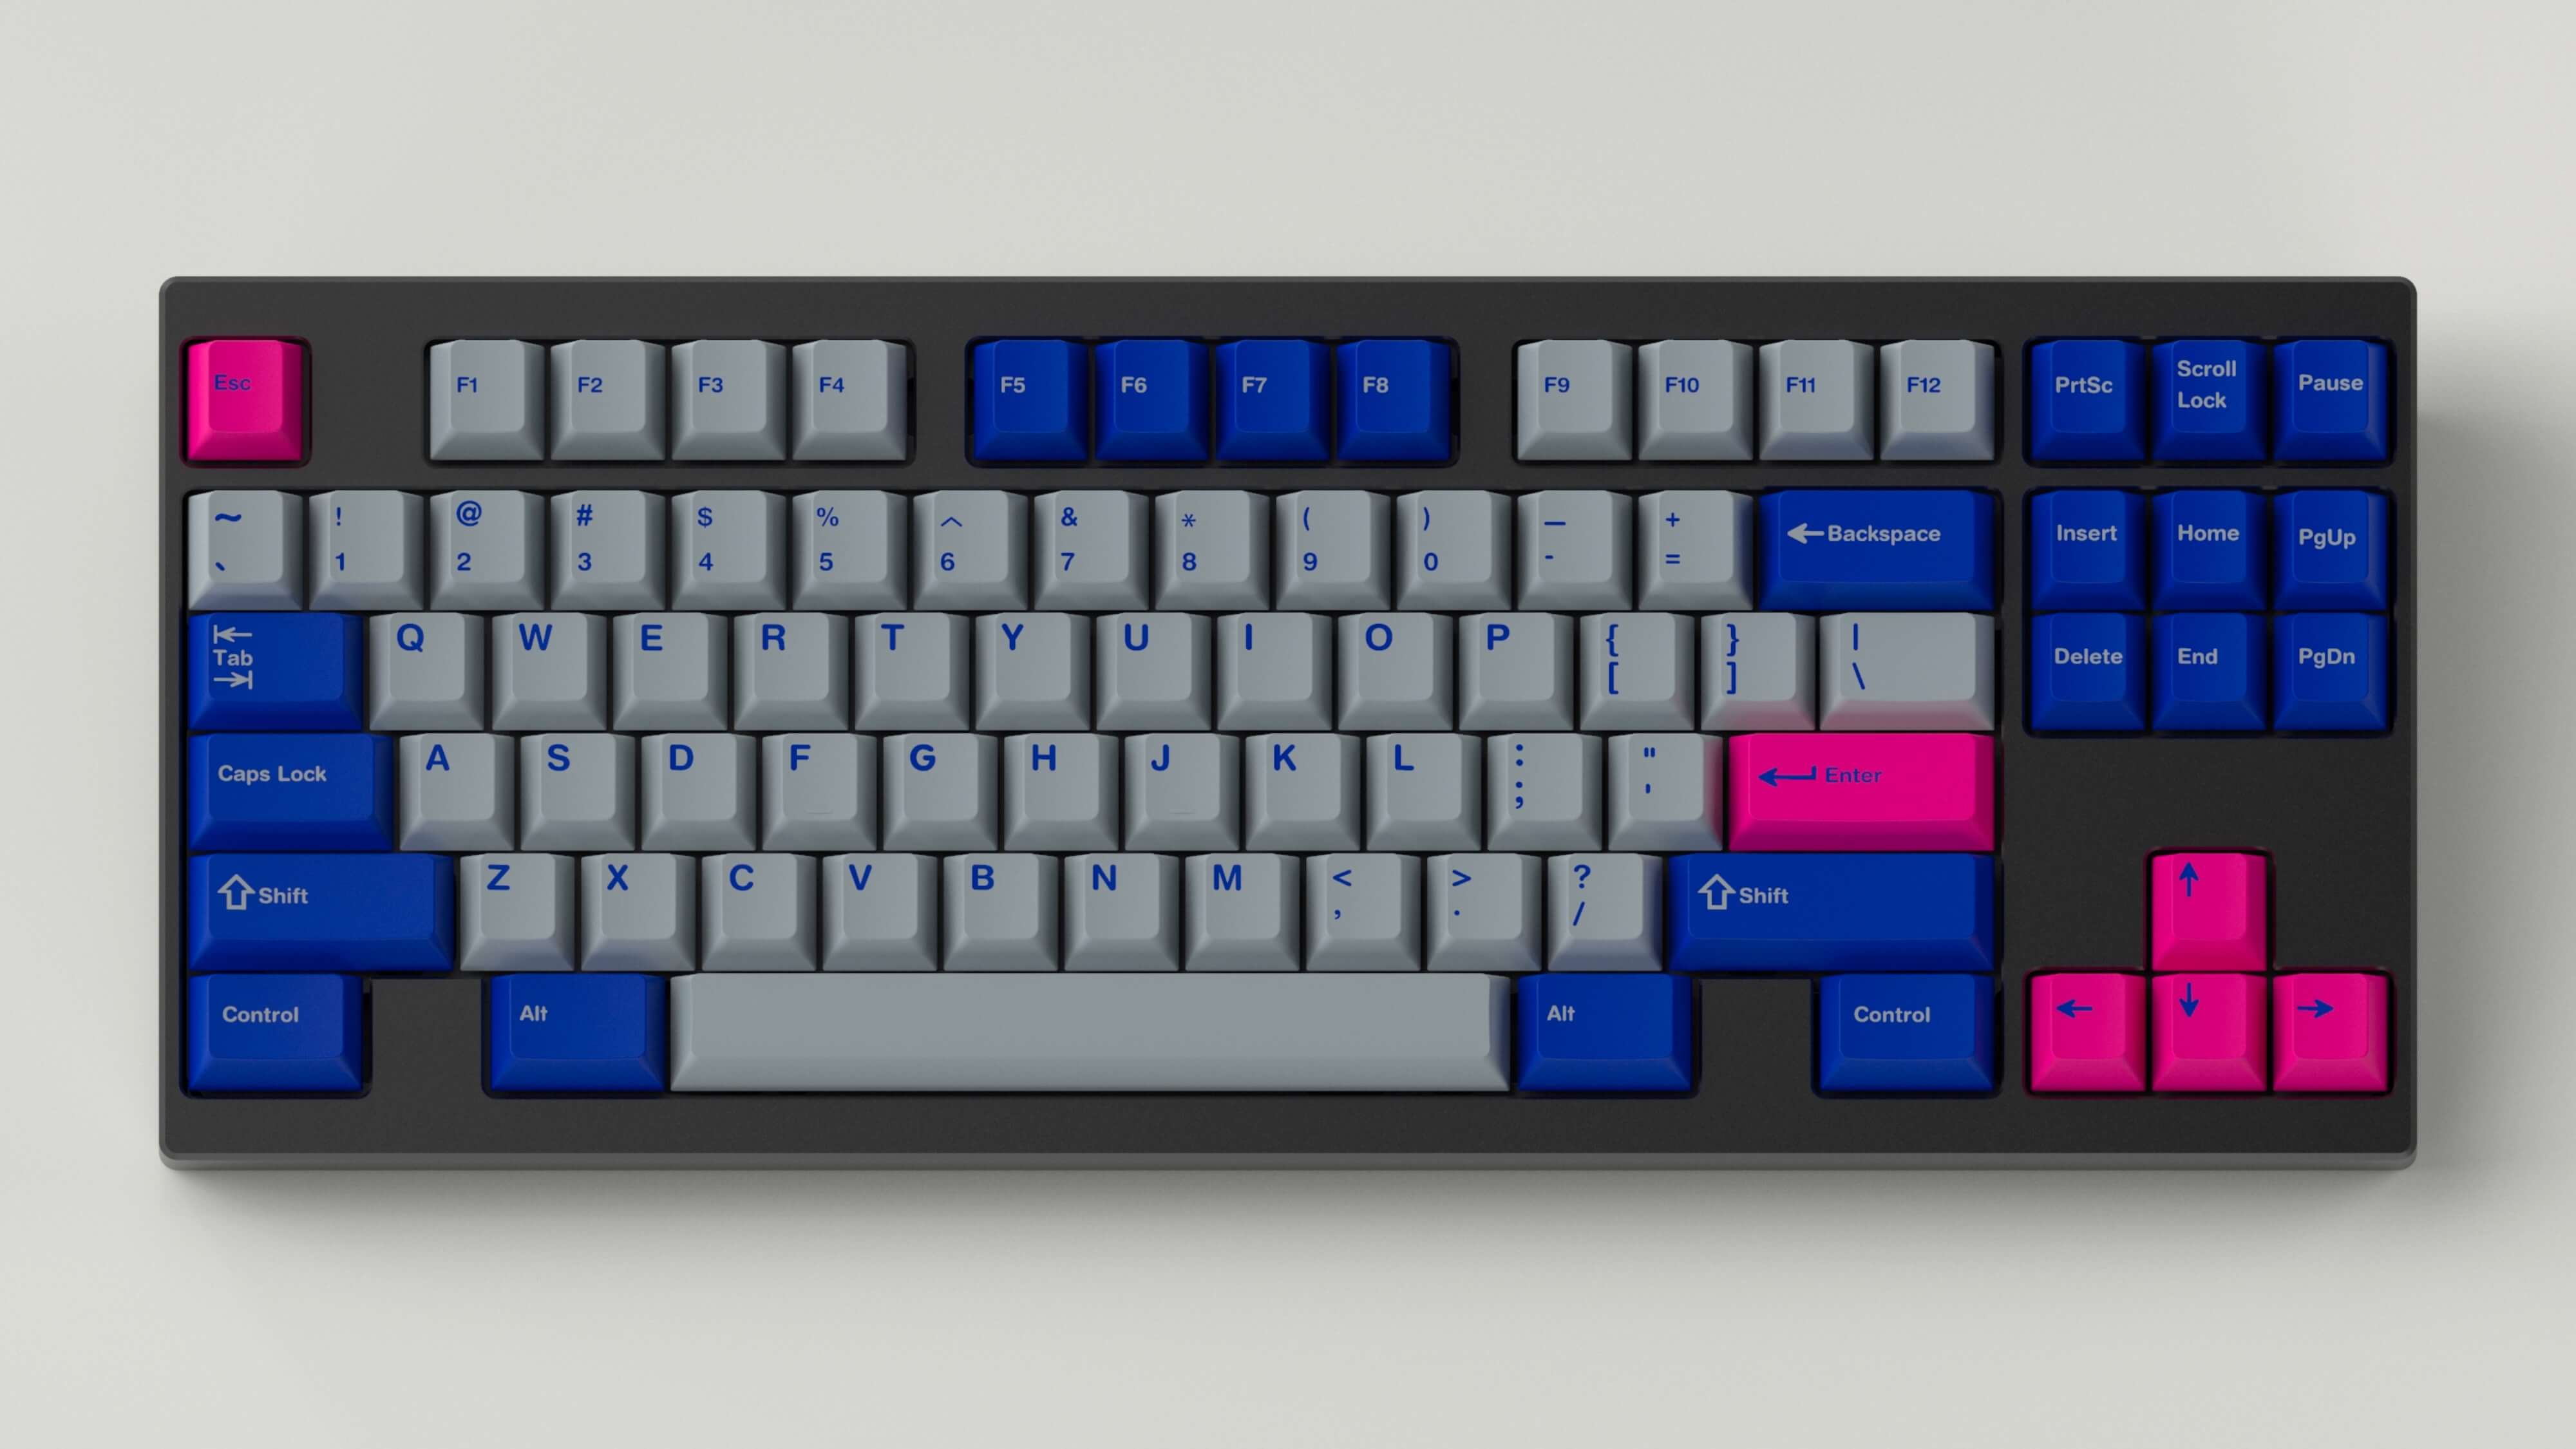 Esc F1 F2 F3 F4 F5 F6 F7 F8 F9 F10 F11 F12 PrtSc Scroll Lock Pause
~ ` ! 1 @ 2 # 3 $ 4 % 5 ^ 6 & 7 * 8 ( 9 ) 0 — - + = ← Backspace Insert Home PgUp
⇤ Tab ⇥ Q W E R T Y U I O P { [ } ] | \ Delete End PgDn
Caps Lock A S D F G H J K L : ; " ' ↵ Enter
⇧ Shift Z X C V B N M < , > . ? / ⇧ Shift ↑
Control Alt Alt Control ← ↓ →